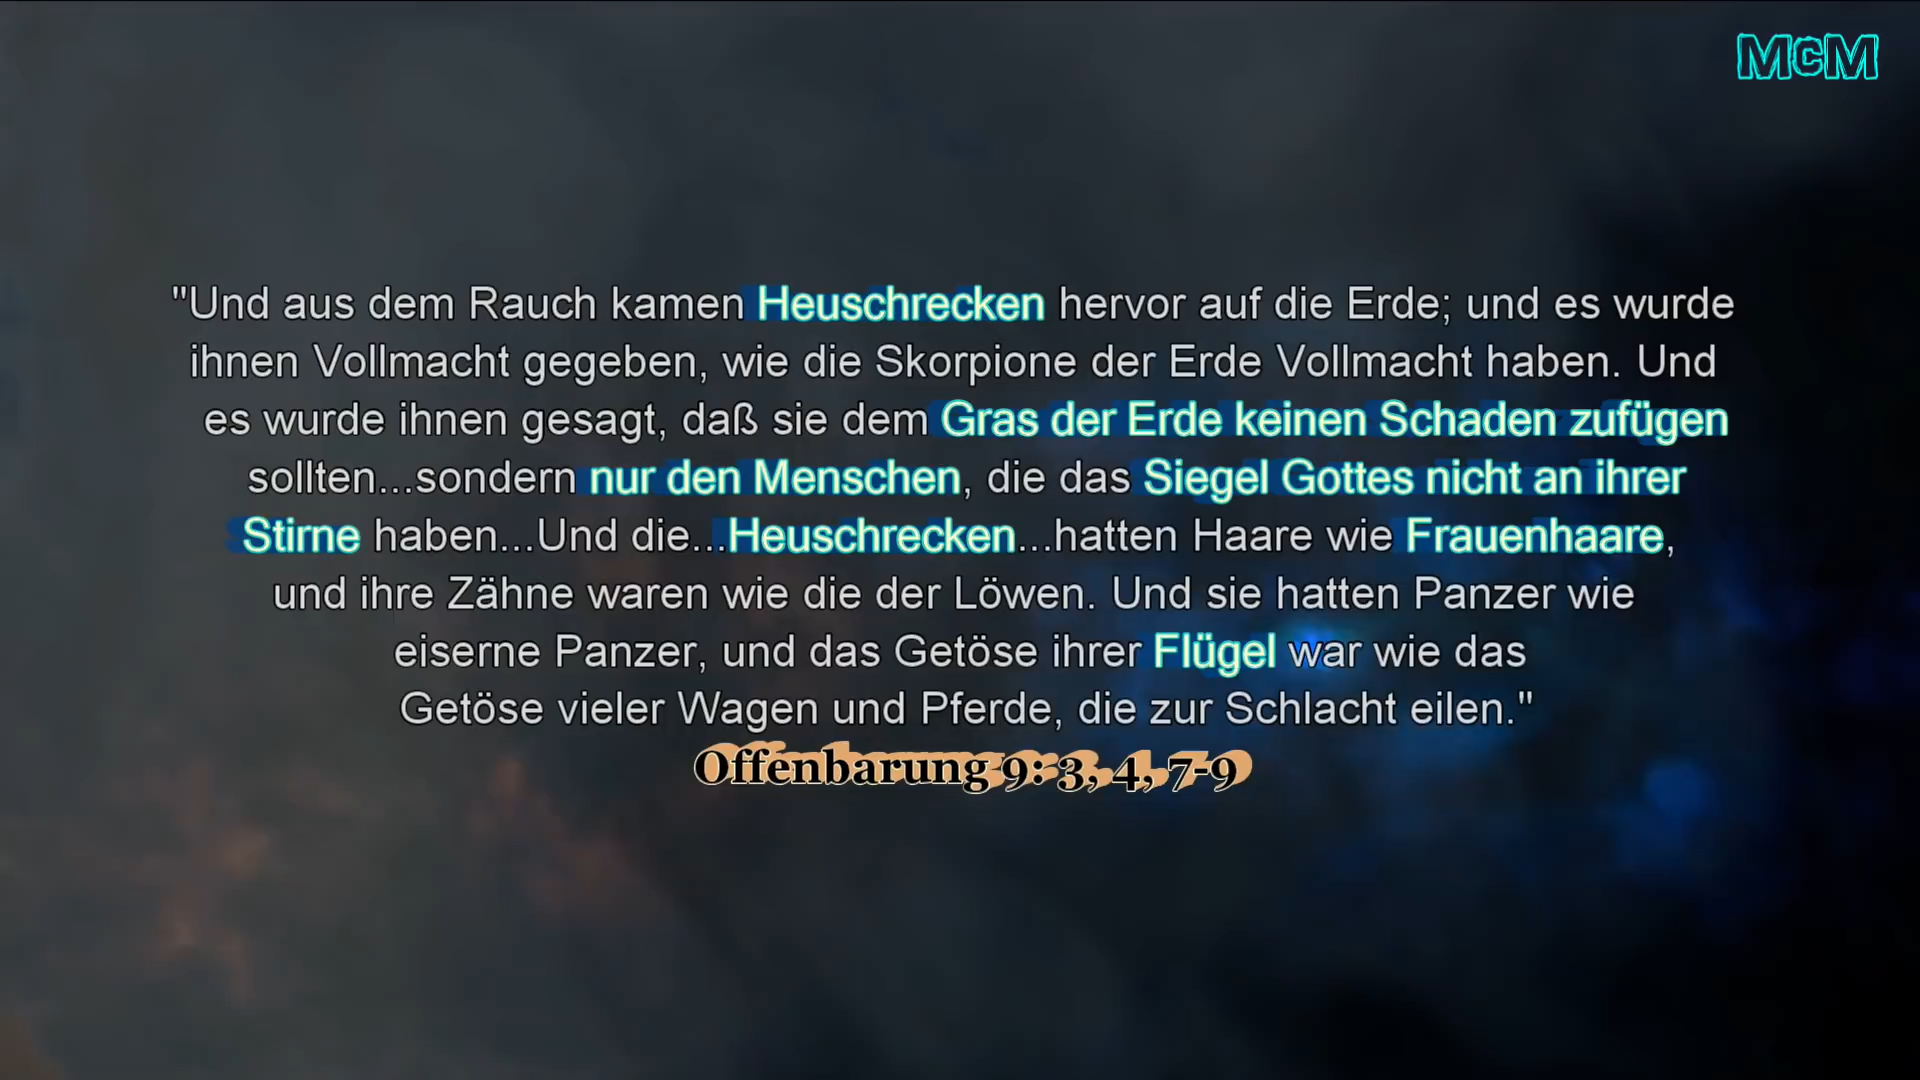 McM
"Und aus dem Rauch kamen Heuschrecken hervor auf die Erde; und es wurde
ihnen Vollmacht gegeben, wie die Skorpione der Erde Vollmacht haben. Und
es wurde ihnen gesagt, daß sie dem Gras der Erde keinen Schaden zufügen
sollten...sondern nur den Menschen, die das Siegel Gottes nicht an ihrer
Stirne haben...Und die...Heuschrecken...hatten Haare wie Frauenhaare,
und ihre Zähne waren wie die der Löwen. Und sie hatten Panzer wie
eiserne Panzer, und das Getöse ihrer Flügel war wie das
Getöse vieler Wagen und Pferde, die zur Schlacht eilen."
Offenbarung 9: 3, 4, 7-9